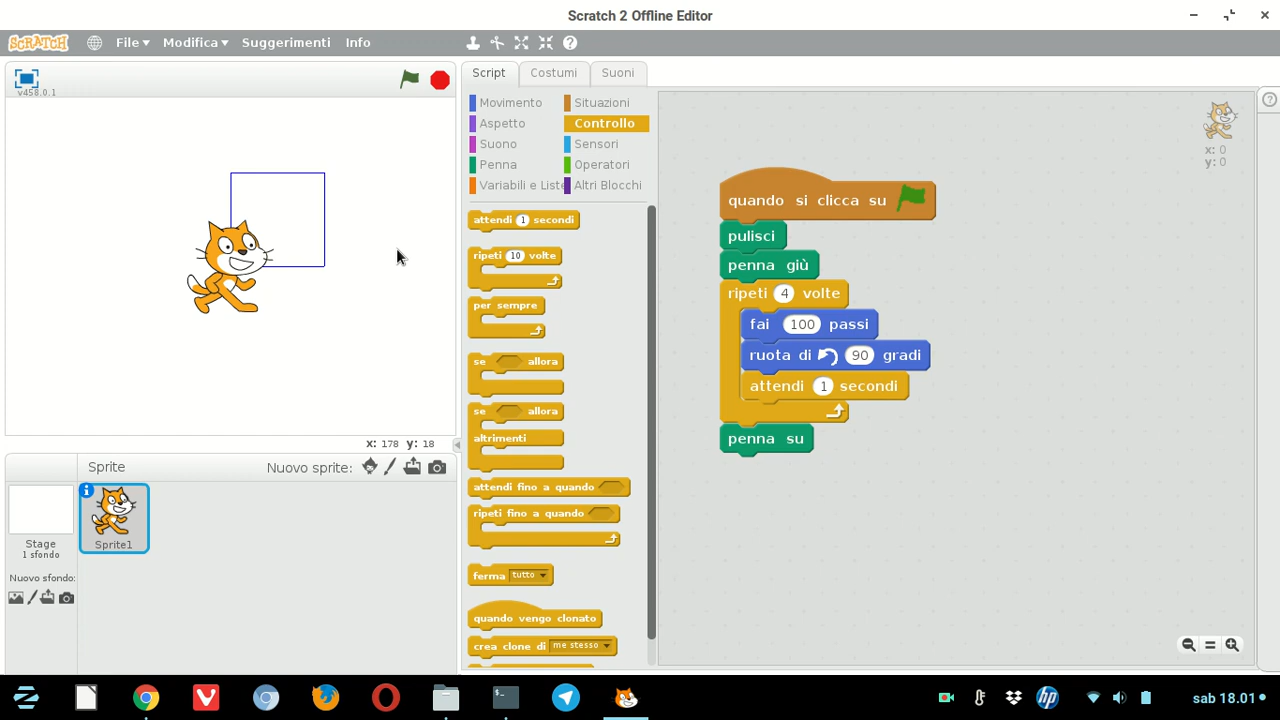 Scratch 2 Offline Editor
SCRATCH
File
Modifica
Suggerimenti
Info
v458.0.1
x: 178 y: 18
Sprite
Nuovo sprite:
Stage
1 sfondo
Nuovo sfondo:
Sprite1
Script
Costumi
Suoni
Movimento
Situazioni
Aspetto
Controllo
Suono
Sensori
Penna
Operatori
Variabili e Liste
Altri Blocchi
attendi 1 secondi
ripeti 10 volte
per sempre
se allora
se allora
altrimenti
attendi fino a quando
ripeti fino a quando
ferma tutto
quando vengo clonato
crea clone di me stesso
x: 0
y: 0
quando si clicca su
pulisci
penna giù
ripeti 4 volte
fai 100 passi
ruota di 90 gradi
attendi 1 secondi
penna su
hp
sab 18.01